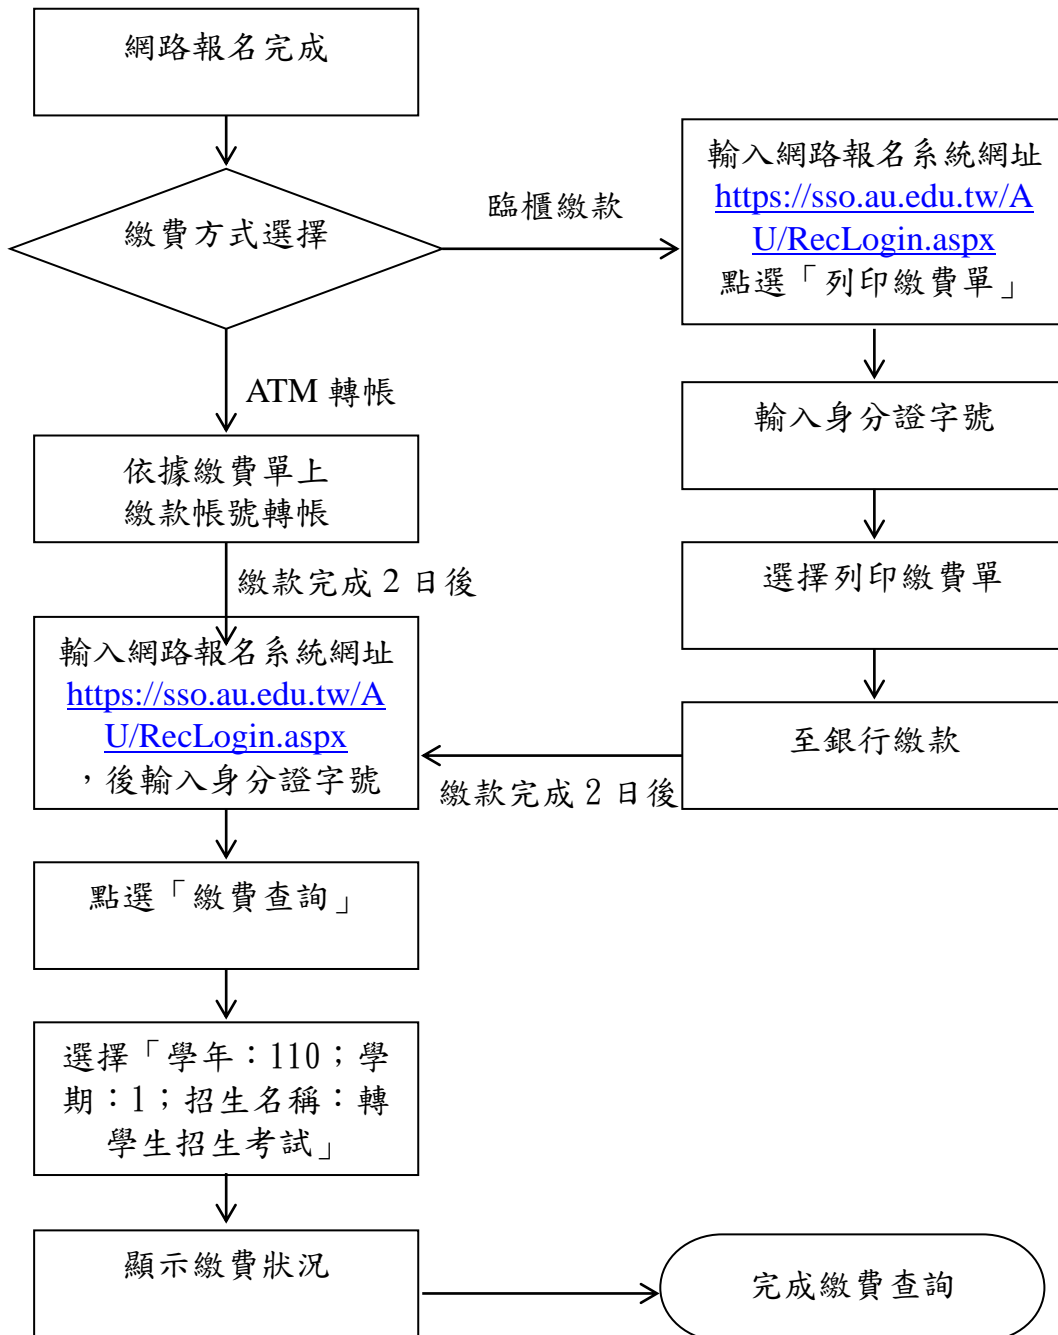 網路報名完成
繳費方式選擇
臨櫃繳款
輸入網路報名系統網址
https://sso.au.edu.tw/A
U/RecLogin.aspx
點選「列印繳費單」
輸入身分證字號
選擇列印繳費單
至銀行繳款
繳款完成 2 日後
ATM 轉帳
依據繳費單上
繳款帳號轉帳
繳款完成 2 日後
輸入網路報名系統網址
https://sso.au.edu.tw/A
U/RecLogin.aspx
，後輸入身分證字號
點選「繳費查詢」
選擇「學年：110；學
期：1；招生名稱：轉
學生招生考試」
顯示繳費狀況
完成繳費查詢